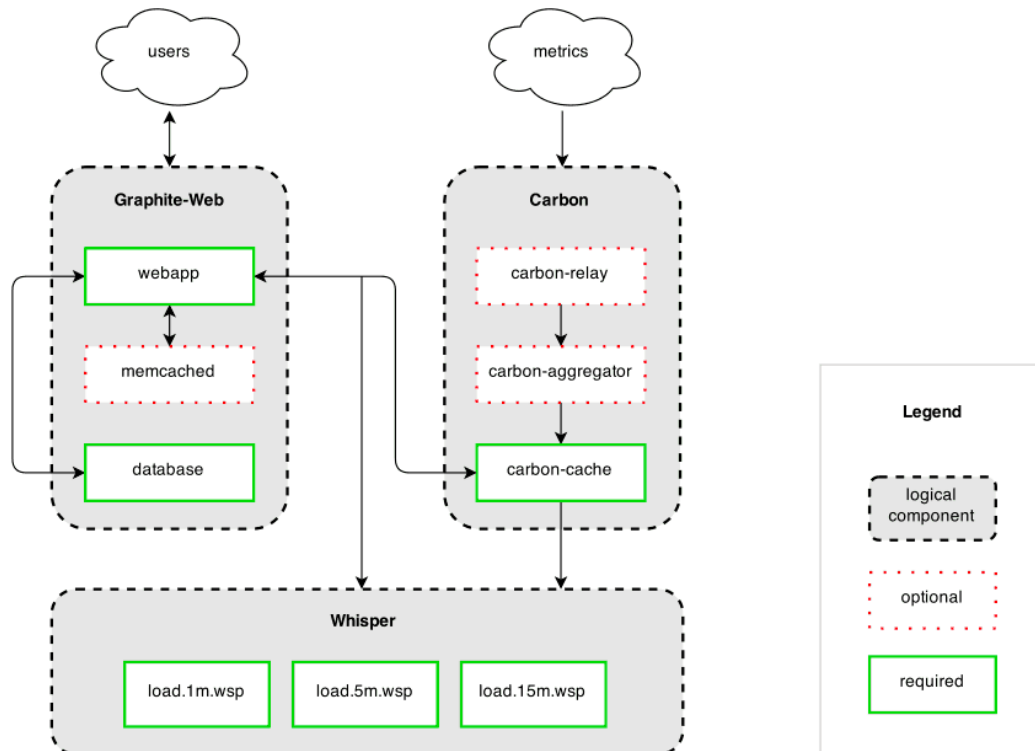 users
metrics
Graphite-Web
Carbon
webapp
carbon-relay
memcached
carbon-aggregator
database
carbon-cache
Whisper
load.1m.wsp
load.5m.wsp
load.15m.wsp
Legend
logical
component
optional
required